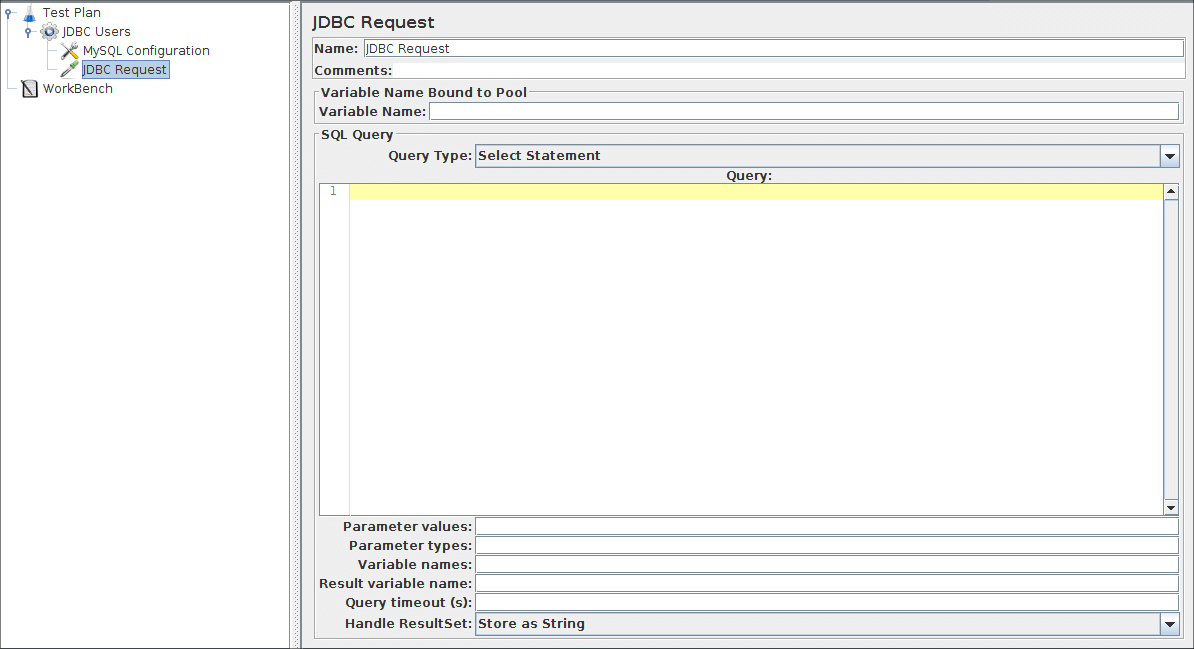 Test Plan
JDBC Users
MySQL Configuration
JDBC Request
WorkBench
JDBC Request
Name: JDBC Request
Comments:
Variable Name Bound to Pool
Variable Name:
SQL Query
Query Type: Select Statement
Query:
1
Parameter values:
Parameter types:
Variable names:
Result variable name:
Query timeout (s):
Handle ResultSet: Store as String